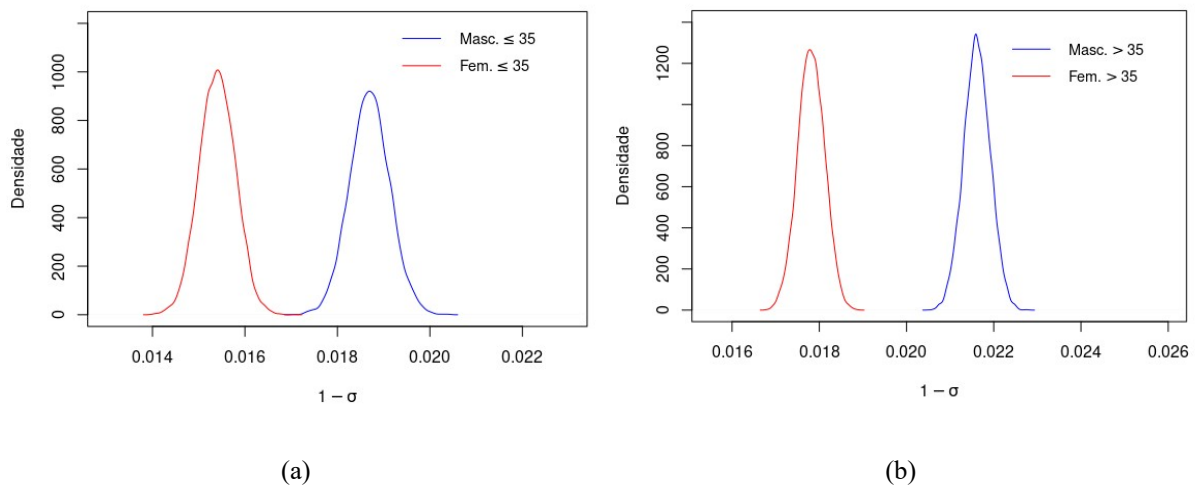 Masc. ≤ 35
Fem. ≤ 35
Densidade
0 200 400 600 800 1000
0.014 0.016 0.018 0.020 0.022
1 − σ
(a)
Masc. > 35
Fem. > 35
Densidade
0 200 400 600 800 1200
0.016 0.018 0.020 0.022 0.024 0.026
1 − σ
(b)